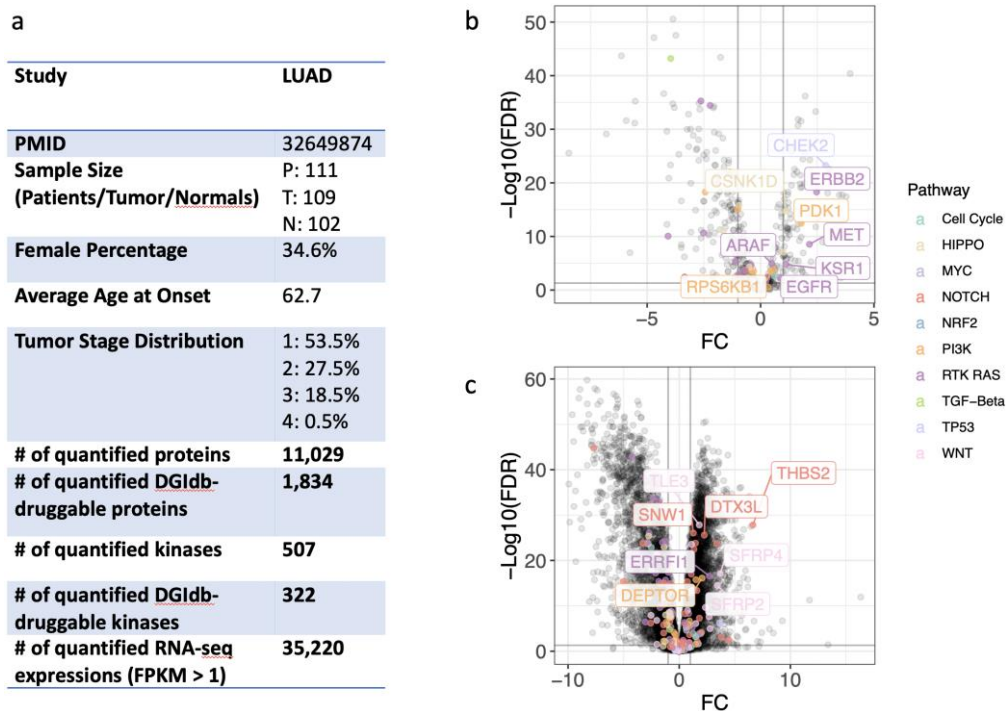 a
Study LUAD
PMID 32649874
Sample Size P: 111
(Patients/Tumor/Normals) T: 109
N: 102
Female Percentage 34.6%
Average Age at Onset 62.7
Tumor Stage Distribution 1: 53.5%
2: 27.5%
3: 18.5%
4: 0.5%
# of quantified proteins 11,029
# of quantified DGIdb- 1,834
druggable proteins
# of quantified kinases 507
# of quantified DGIdb- 322
druggable kinases
# of quantified RNA-seq 35,220
expressions (FPKM > 1)
b
−Log10(FDR)
50
40
30
20
10
0
CHEK2
CSNK1D
ERBB2
PDK1
ARAF
MET
KSR1
RPS6KB1
EGFR
−5 0 5
FC
c
−Log10(FDR)
60
40
20
0
TLE3
THBS2
SNW1
DTX3L
ERRFI1
SFRP4
DEPTOR
SFRP2
−10 0 10
FC
Pathway
a Cell Cycle
a HIPPO
a MYC
a NOTCH
a NRF2
a PI3K
a RTK RAS
a TGF−Beta
a TP53
a WNT